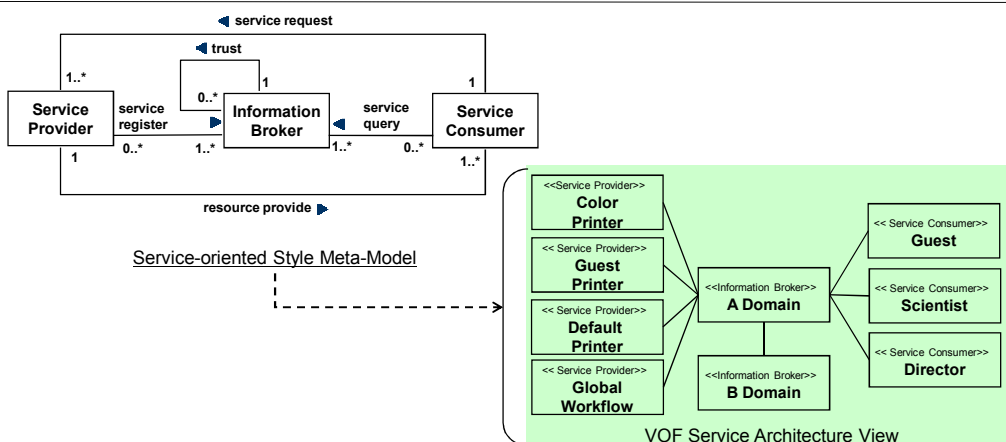 service request
trust
1..*
1
1
0..*
Service
Provider
service
register
Information
Broker
service
query
Service
Consumer
1
0..*
1..*
1..*
0..*
1..*
resource provide
Service-oriented Style Meta-Model
<<Service Provider>>
Color
Printer
<< Service Provider>>
Guest
Printer
<< Service Provider>>
Default
Printer
<< Service Provider>>
Global
Workflow
<<Information Broker>>
A Domain
<<Information Broker>>
B Domain
<< Service Consumer>>
Guest
<< Service Consumer>>
Scientist
<< Service Consumer>>
Director
VOF Service Architecture View